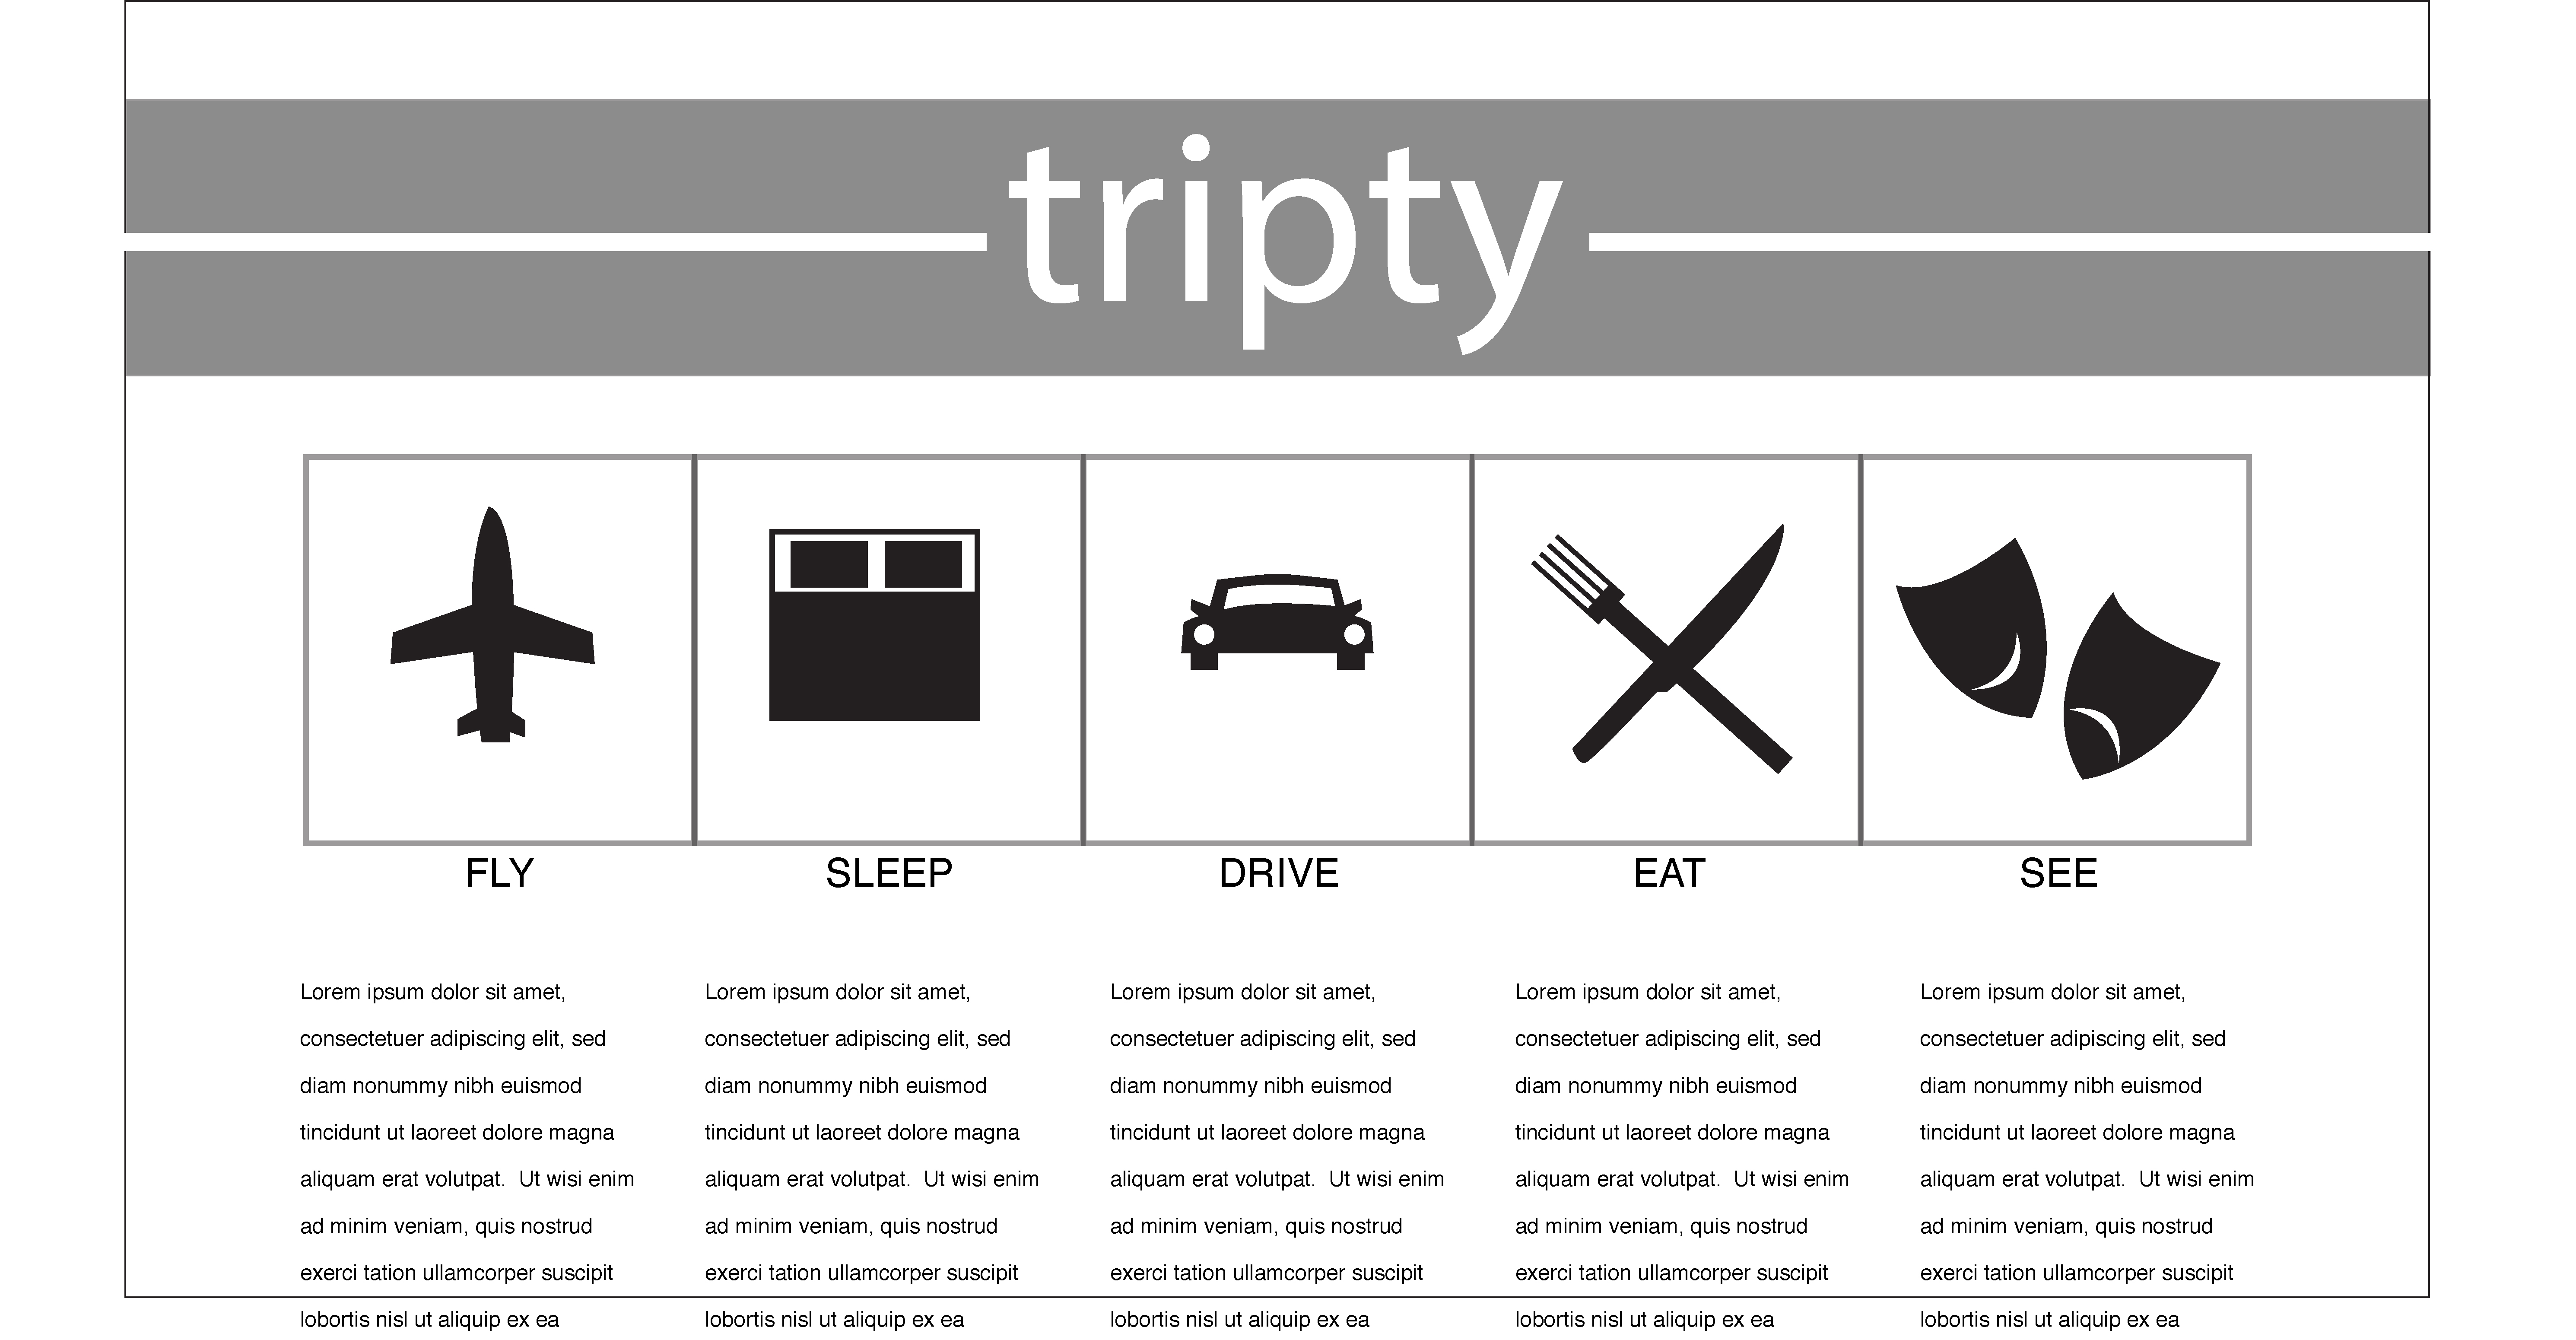 tripty
FLY
SLEEP
DRIVE
EAT
SEE
Lorem ipsum dolor sit amet,
consectetuer adipiscing elit, sed
diam nonummy nibh euismod
tincidunt ut laoreet dolore magna
aliquam erat volutpat.  Ut wisi enim
ad minim veniam, quis nostrud
exerci tation ullamcorper suscipit
lobortis nisl ut aliquip ex ea
Lorem ipsum dolor sit amet,
consectetuer adipiscing elit, sed
diam nonummy nibh euismod
tincidunt ut laoreet dolore magna
aliquam erat volutpat.  Ut wisi enim
ad minim veniam, quis nostrud
exerci tation ullamcorper suscipit
lobortis nisl ut aliquip ex ea
Lorem ipsum dolor sit amet,
consectetuer adipiscing elit, sed
diam nonummy nibh euismod
tincidunt ut laoreet dolore magna
aliquam erat volutpat.  Ut wisi enim
ad minim veniam, quis nostrud
exerci tation ullamcorper suscipit
lobortis nisl ut aliquip ex ea
Lorem ipsum dolor sit amet,
consectetuer adipiscing elit, sed
diam nonummy nibh euismod
tincidunt ut laoreet dolore magna
aliquam erat volutpat.  Ut wisi enim
ad minim veniam, quis nostrud
exerci tation ullamcorper suscipit
lobortis nisl ut aliquip ex ea
Lorem ipsum dolor sit amet,
consectetuer adipiscing elit, sed
diam nonummy nibh euismod
tincidunt ut laoreet dolore magna
aliquam erat volutpat.  Ut wisi enim
ad minim veniam, quis nostrud
exerci tation ullamcorper suscipit
lobortis nisl ut aliquip ex ea